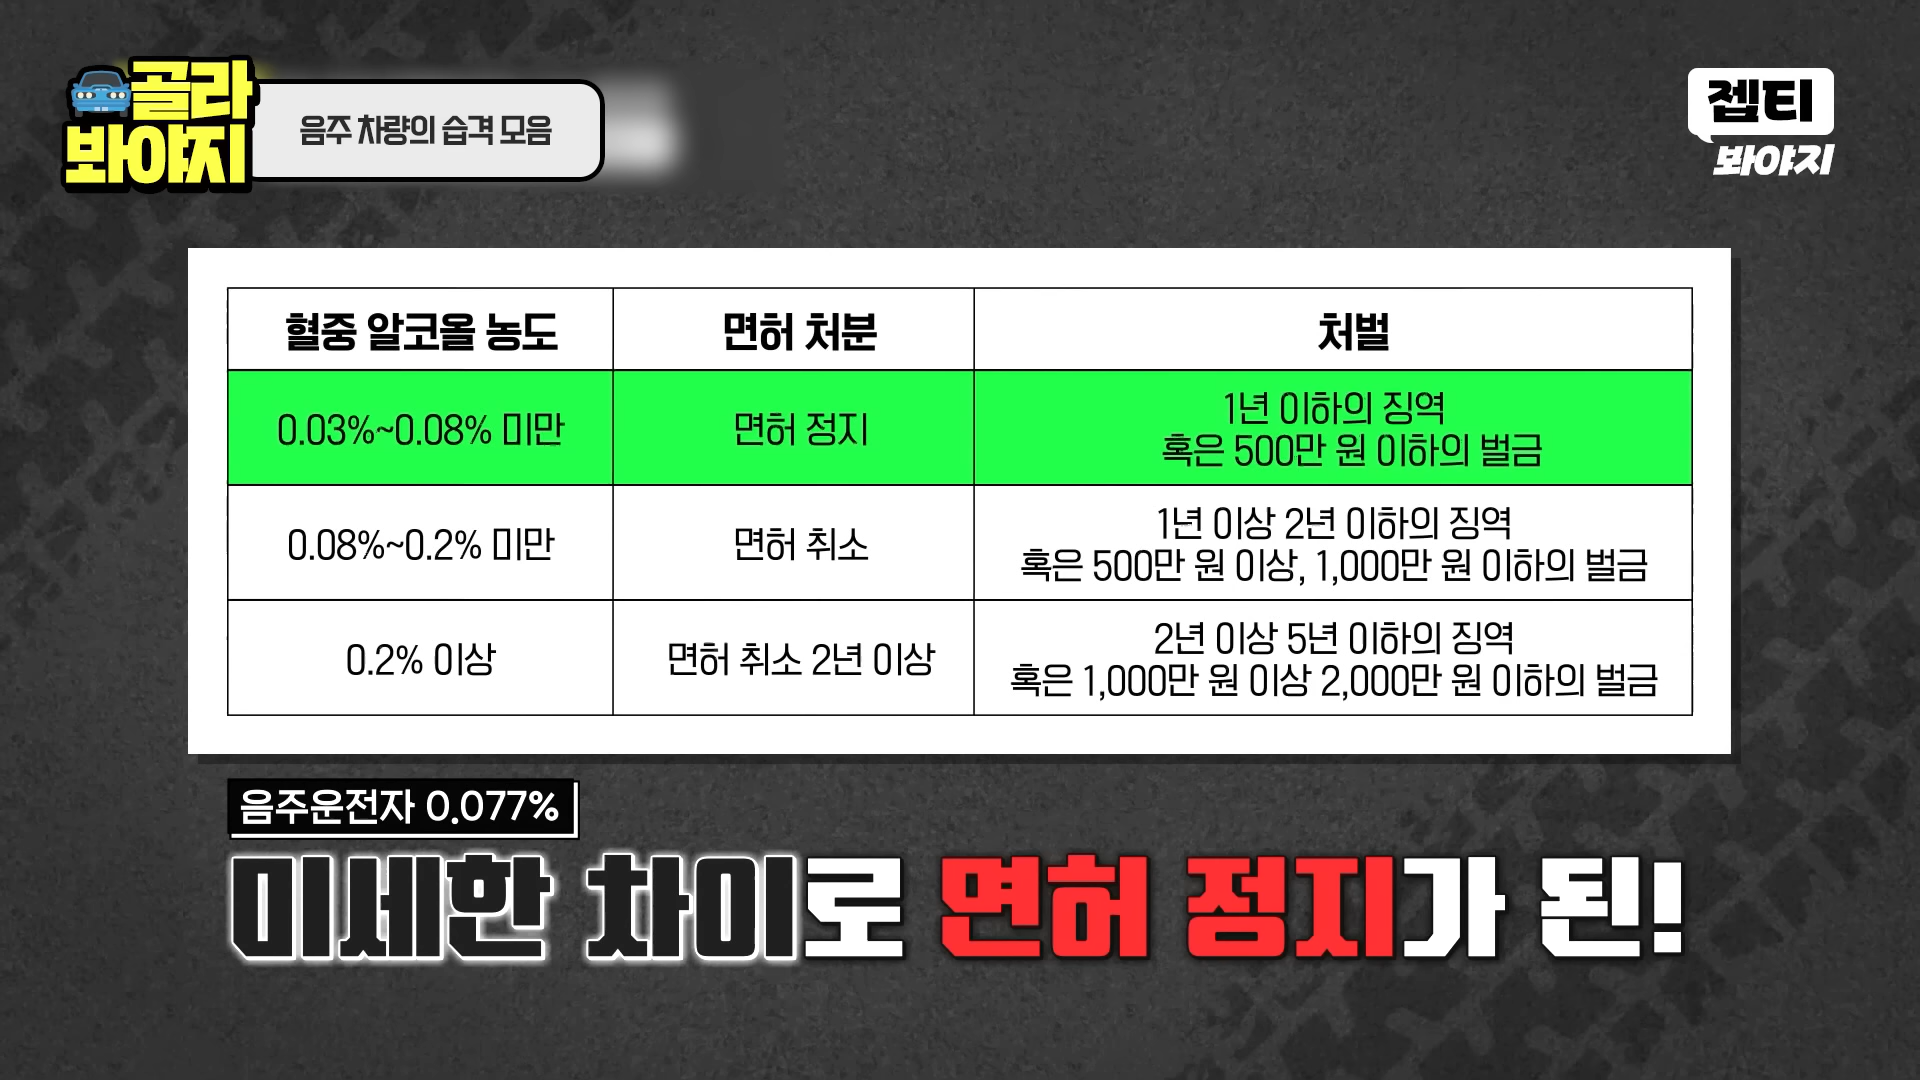 골라
봐야지
음주 차량의 습격 모음
젭티
봐야지
혈중 알코올 농도
면허 처분
처벌
0.03%~0.08% 미만
면허 정지
1년 이하의 징역
혹은 500만 원 이하의 벌금
0.08%~0.2% 미만
면허 취소
1년 이상 2년 이하의 징역
혹은 500만 원 이상, 1,000만 원 이하의 벌금
0.2% 이상
면허 취소 2년 이상
2년 이상 5년 이하의 징역
혹은 1,000만 원 이상 2,000만 원 이하의 벌금
음주운전자 0.077%
미세한 차이로 면허 정지가 된!